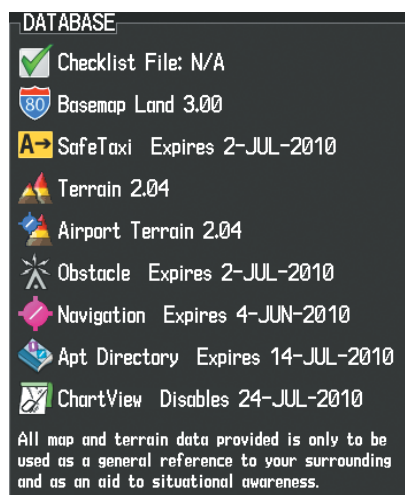 DATABASE
Checklist File: N/A
80 Basemap Land 3.00
A→ SafeTaxi Expires 2-JUL-2010
Terrain 2.04
Airport Terrain 2.04
Obstacle Expires 2-JUL-2010
Navigation Expires 4-JUN-2010
Apt Directory Expires 14-JUL-2010
ChartView Disables 24-JUL-2010
All map and terrain data provided is only to be
used as a general reference to your surrounding
and as an aid to situational awareness.